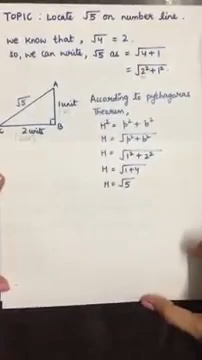 TOPIC: Locate √5 on number line.
we know that, √4 = 2.
so, we can write, √5 as = √4+1
= √2²+1².
A
√5
1unit
C
B
2 units
According to pythagoras
Theorem,
H² = p² + b²
H = √p²+b²
H = √1²+2²
H = √1+4
H = √5